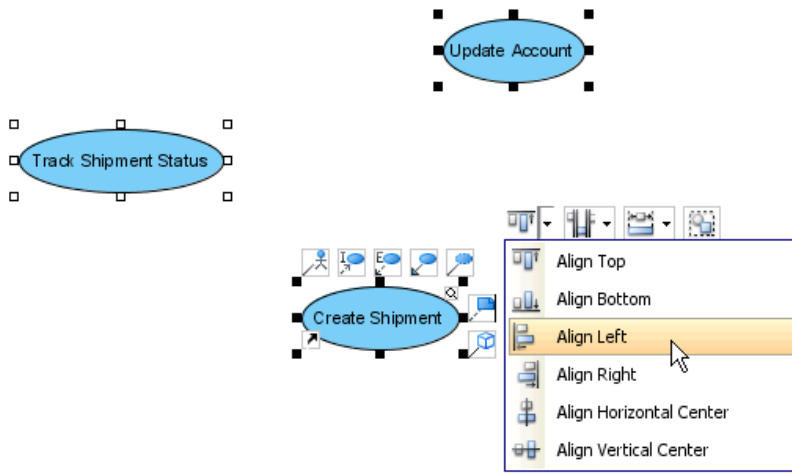 Update Account
Track Shipment Status
Create Shipment
Align Top
Align Bottom
Align Left
Align Right
Align Horizontal Center
Align Vertical Center